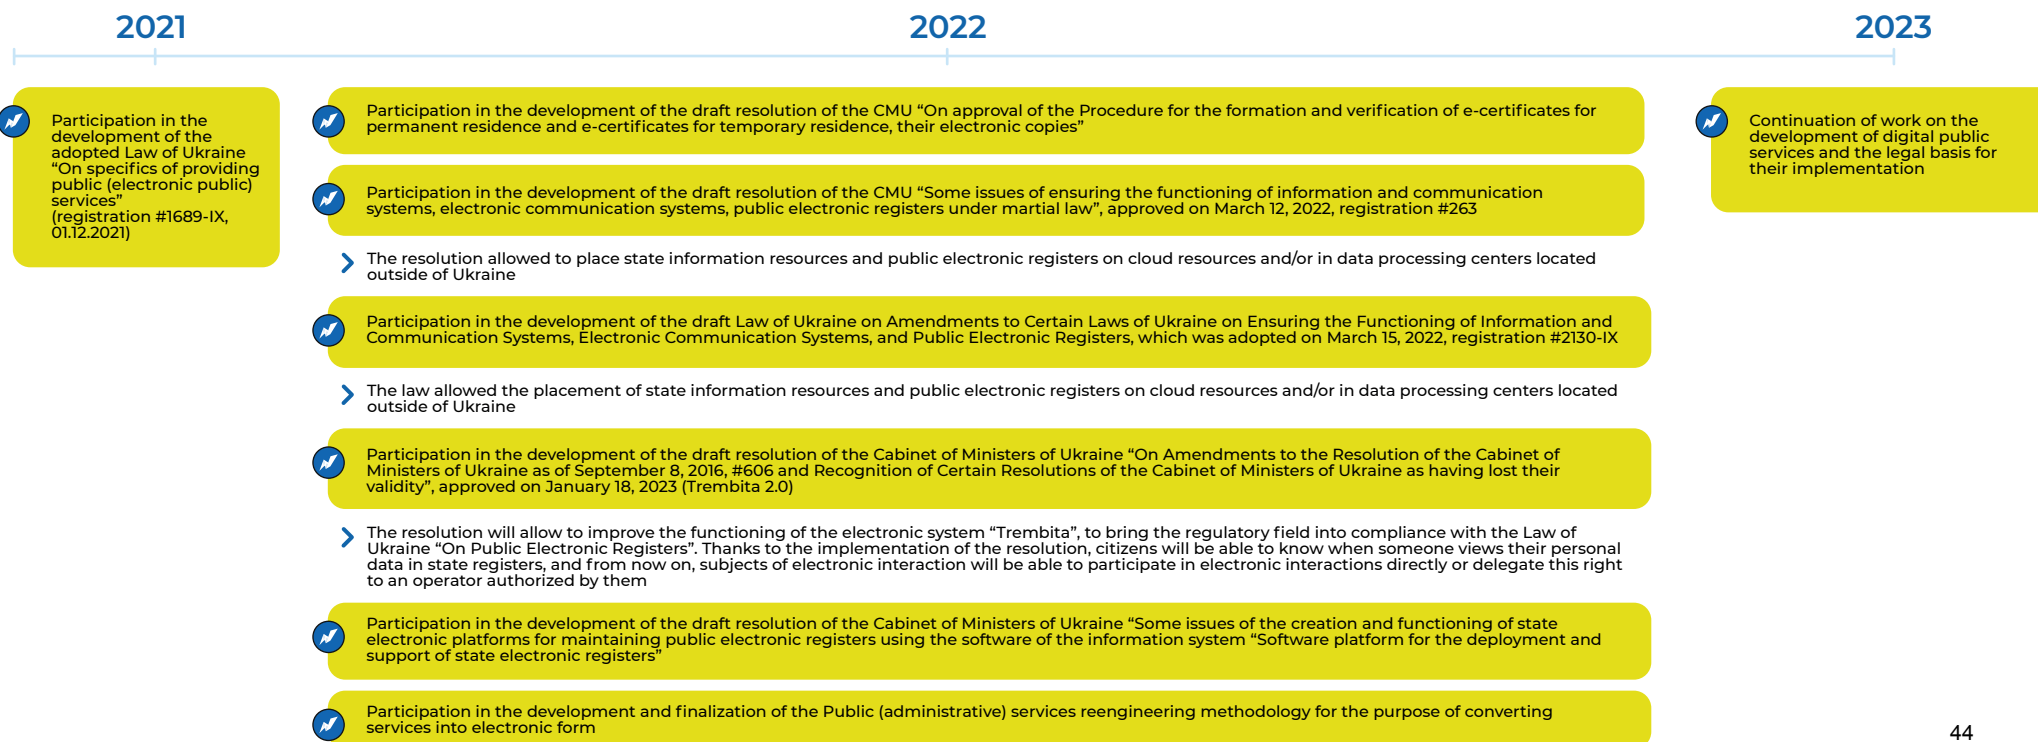 2021
2022
2023
Participation in the
development of the
adopted Law of Ukraine
“On specifics of providing
public (electronic public)
services”
(registration #1689-IX,
01.12.2021)
Participation in the development of the draft resolution of the CMU “On approval of the Procedure for the formation and verification of e-certificates for
permanent residence and e-certificates for temporary residence, their electronic copies”
Participation in the development of the draft resolution of the CMU “Some issues of ensuring the functioning of information and communication
systems, electronic communication systems, public electronic registers under martial law”, approved on March 12, 2022, registration #263
The resolution allowed to place state information resources and public electronic registers on cloud resources and/or in data processing centers located
outside of Ukraine
Participation in the development of the draft Law of Ukraine on Amendments to Certain Laws of Ukraine on Ensuring the Functioning of Information and
Communication Systems, Electronic Communication Systems, and Public Electronic Registers, which was adopted on March 15, 2022, registration #2130-IX
The law allowed the placement of state information resources and public electronic registers on cloud resources and/or in data processing centers located
outside of Ukraine
Participation in the development of the draft resolution of the Cabinet of Ministers of Ukraine “On Amendments to the Resolution of the Cabinet of
Ministers of Ukraine as of September 8, 2016, #606 and Recognition of Certain Resolutions of the Cabinet of Ministers of Ukraine as having lost their
validity”, approved on January 18, 2023 (Trembita 2.0)
The resolution will allow to improve the functioning of the electronic system “Trembita”, to bring the regulatory field into compliance with the Law of
Ukraine “On Public Electronic Registers”. Thanks to the implementation of the resolution, citizens will be able to know when someone views their personal
data in state registers, and from now on, subjects of electronic interaction will be able to participate in electronic interactions directly or delegate this right
to an operator authorized by them
Participation in the development of the draft resolution of the Cabinet of Ministers of Ukraine “Some issues of the creation and functioning of state
electronic platforms for maintaining public electronic registers using the software of the information system “Software platform for the deployment and
support of state electronic registers”
Participation in the development and finalization of the Public (administrative) services reengineering methodology for the purpose of converting
services into electronic form
Continuation of work on the
development of digital public
services and the legal basis for
their implementation
44